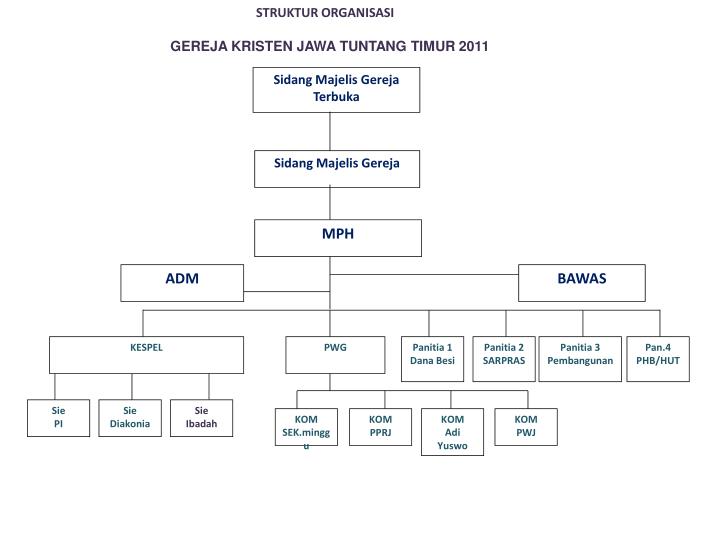 STRUKTUR ORGANISASI
GEREJA KRISTEN JAWA TUNTANG TIMUR 2011
Sidang Majelis Gereja
Terbuka
Sidang Majelis Gereja
MPH
ADM
BAWAS
KESPEL
PWG
Panitia 1
Dana Besi
Panitia 2
SARPRAS
Panitia 3
Pembangunan
Pan.4
PHB/HUT
Sie
PI
Sie
Diakonia
Sie
Ibadah
KOM
SEK.mingg
u
KOM
PPRJ
KOM
Adi
Yuswo
KOM
PWJ